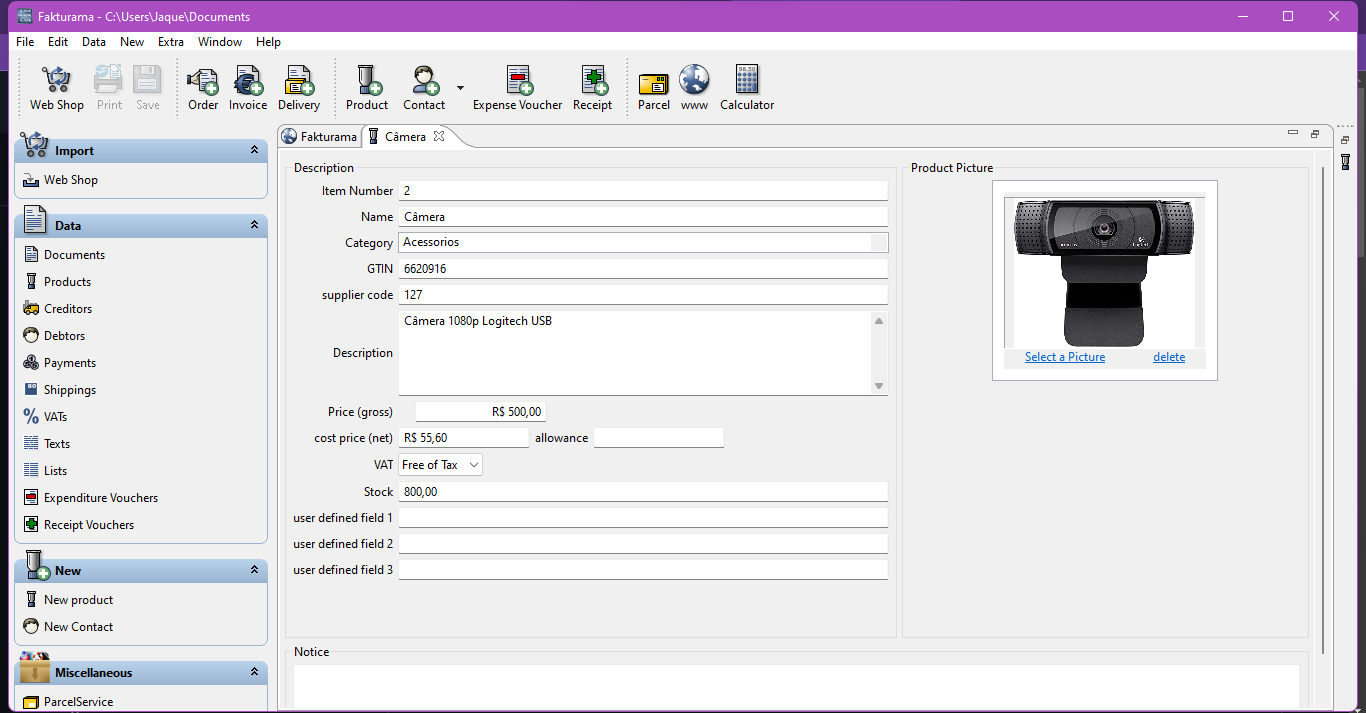 Fakturama - C:\Users\Jaque\Documents
File Edit Data New Extra Window Help
Web Shop Print Save Order Invoice Delivery Product Contact Expense Voucher Receipt Parcel www Calculator
Import
Web Shop
Data
Documents
Products
Creditors
Debtors
Payments
Shippings
VATs
Texts
Lists
Expenditure Vouchers
Receipt Vouchers
New
New product
New Contact
Miscellaneous
ParcelService
Fakturama Câmera
Description
Item Number 2
Name Câmera
Category Acessorios
GTIN 6620916
supplier code 127
Description Câmera 1080p Logitech USB
Price (gross) R$ 500,00
cost price (net) R$ 55,60 allowance
VAT Free of Tax
Stock 800,00
user defined field 1
user defined field 2
user defined field 3
Product Picture
Select a Picture delete
Notice